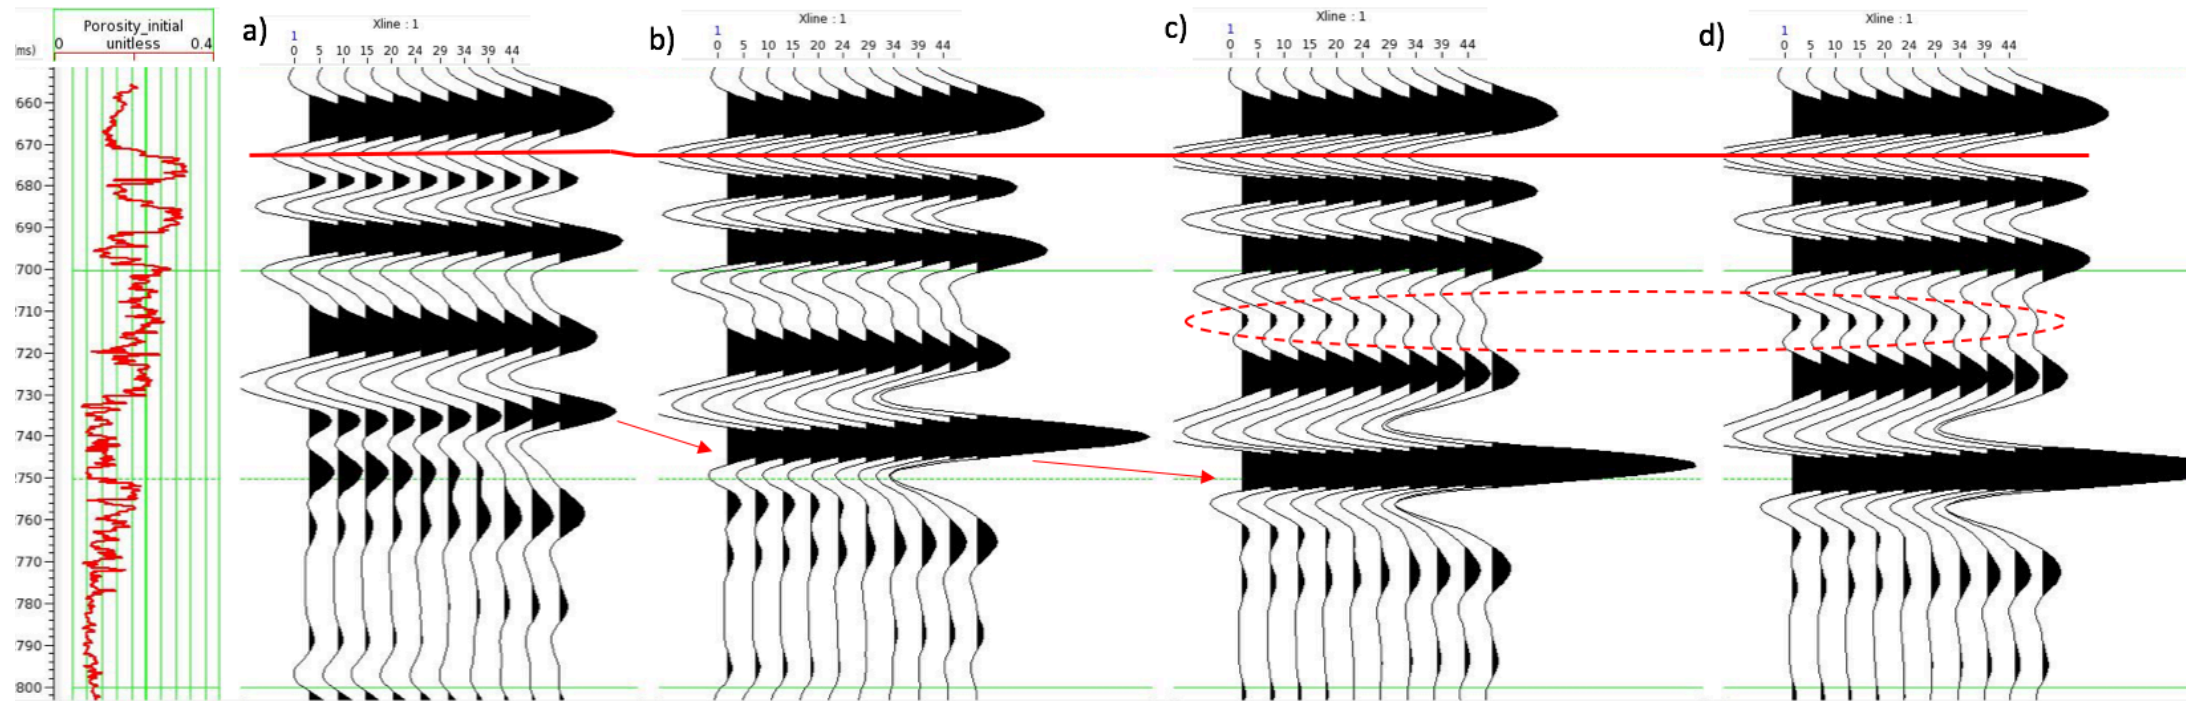 Porosity_initial
unitless
(ms) 0 0.4
660
670
680
690
700
710
720
730
740
750
760
770
780
790
800
a)
Xline : 1
1
0 5 10 15 20 24 29 34 39 44
b)
Xline : 1
1
0 5 10 15 20 24 29 34 39 44
c)
Xline : 1
1
0 5 10 15 20 24 29 34 39 44
d)
Xline : 1
1
0 5 10 15 20 24 29 34 39 44